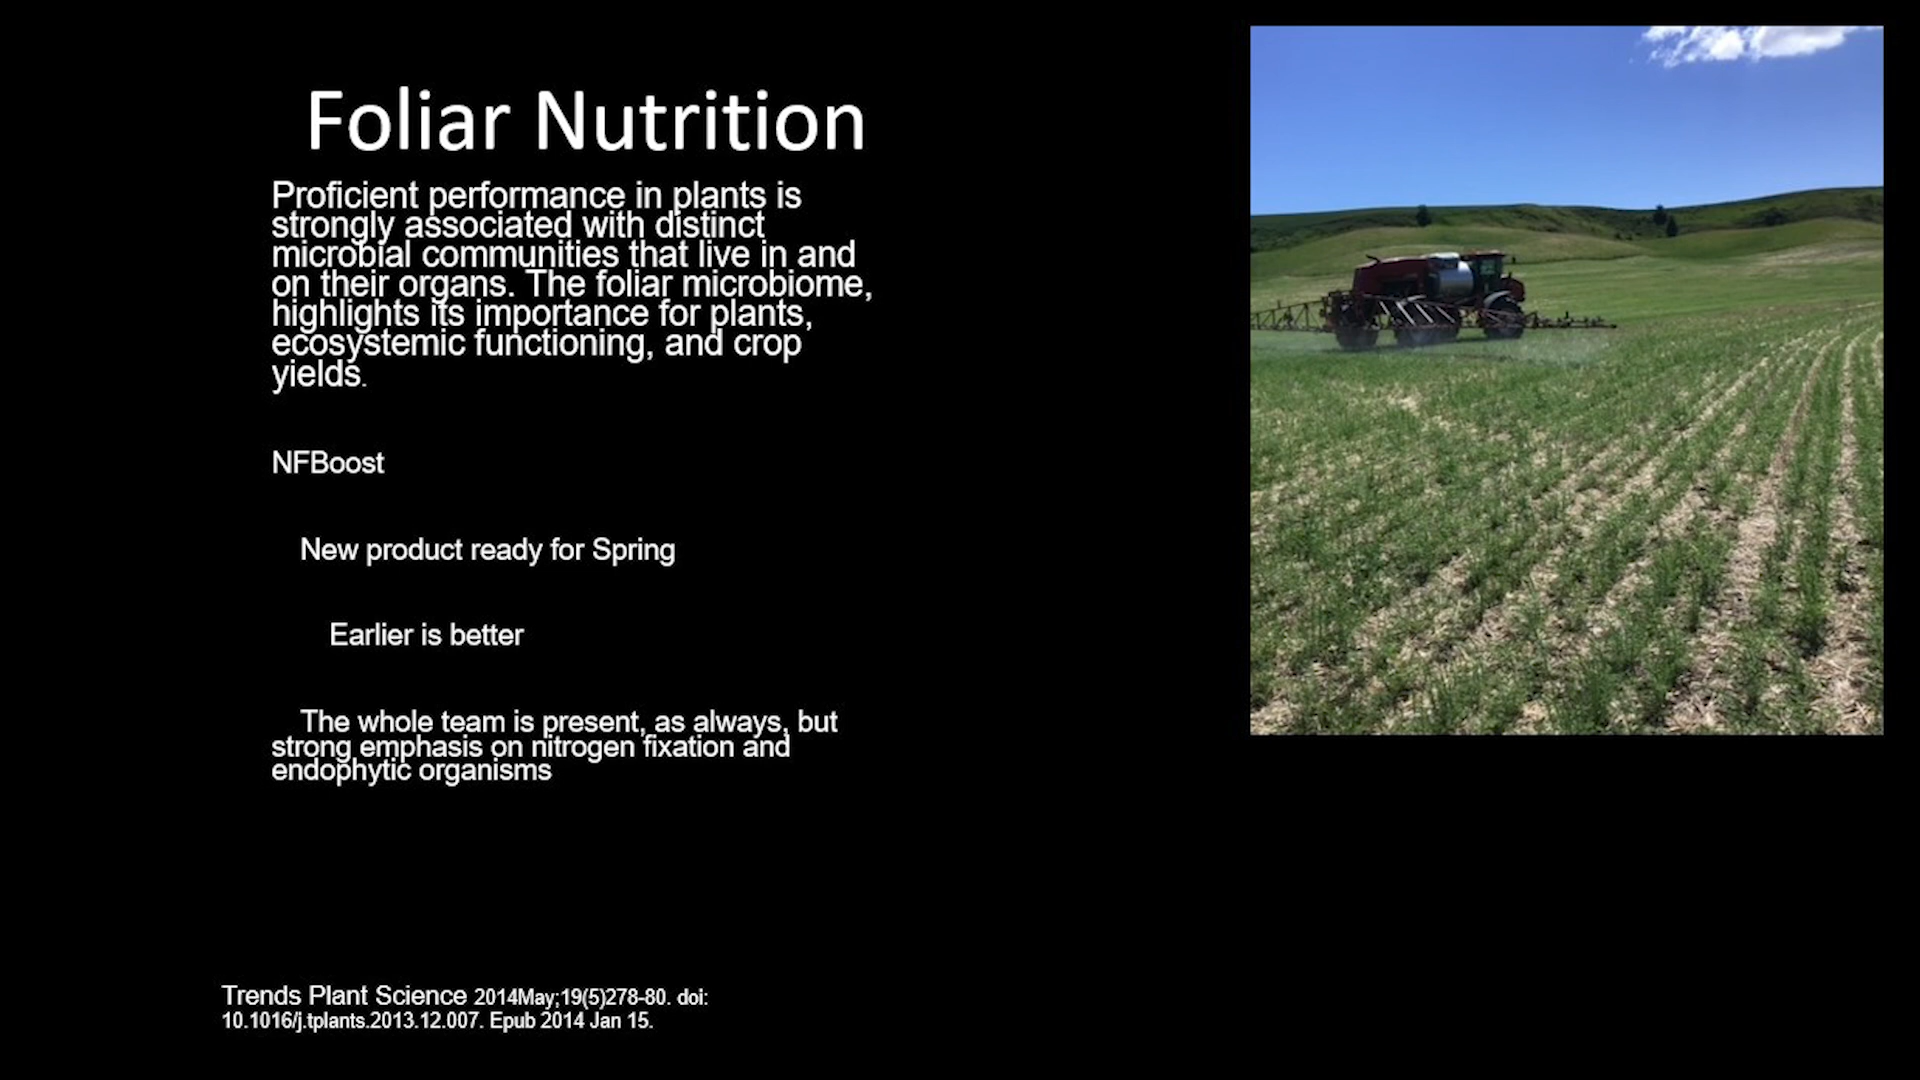 Foliar Nutrition
Proficient performance in plants is
strongly associated with distinct
microbial communities that live in and
on their organs. The foliar microbiome,
highlights its importance for plants,
ecosystemic functioning, and crop
yields.
NFBoost
New product ready for Spring
Earlier is better
The whole team is present, as always, but
strong emphasis on nitrogen fixation and
endophytic organisms
Trends Plant Science 2014May;19(5)278-80. doi:
10.1016/j.tplants.2013.12.007. Epub 2014 Jan 15.